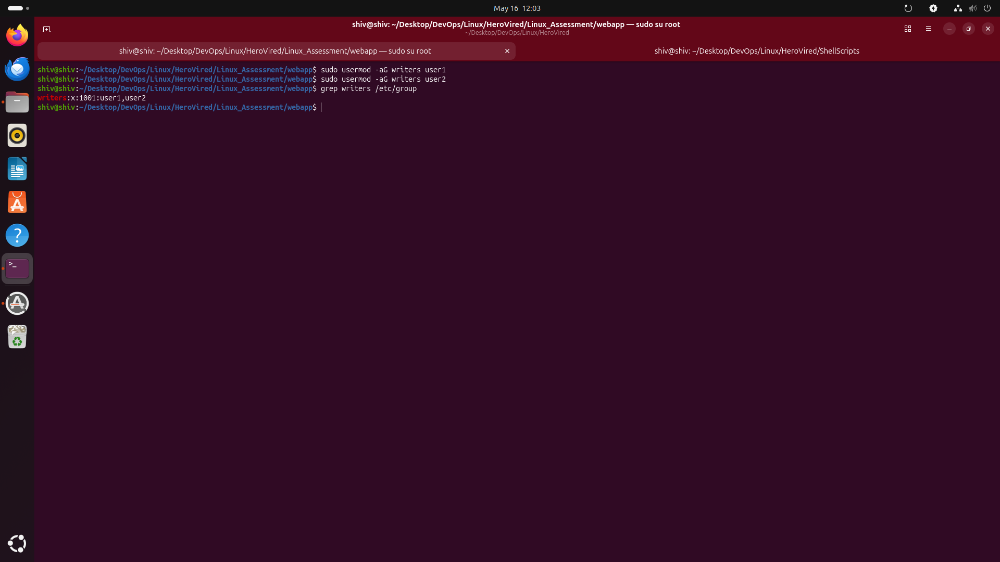 May 16 12:03
shiv@shiv: ~/Desktop/DevOps/Linux/HeroVired/Linux_Assessment/webapp — sudo su root
~/Desktop/DevOps/Linux/HeroVired
shiv@shiv: ~/Desktop/DevOps/Linux/HeroVired/Linux_Assessment/webapp — sudo su root
shiv@shiv: ~/Desktop/DevOps/Linux/HeroVired/ShellScripts
shiv@shiv:~/Desktop/DevOps/Linux/HeroVired/Linux_Assessment/webapp$ sudo usermod -aG writers user1
shiv@shiv:~/Desktop/DevOps/Linux/HeroVired/Linux_Assessment/webapp$ sudo usermod -aG writers user2
shiv@shiv:~/Desktop/DevOps/Linux/HeroVired/Linux_Assessment/webapp$ grep writers /etc/group
writers:x:1001:user1,user2
shiv@shiv:~/Desktop/DevOps/Linux/HeroVired/Linux_Assessment/webapp$